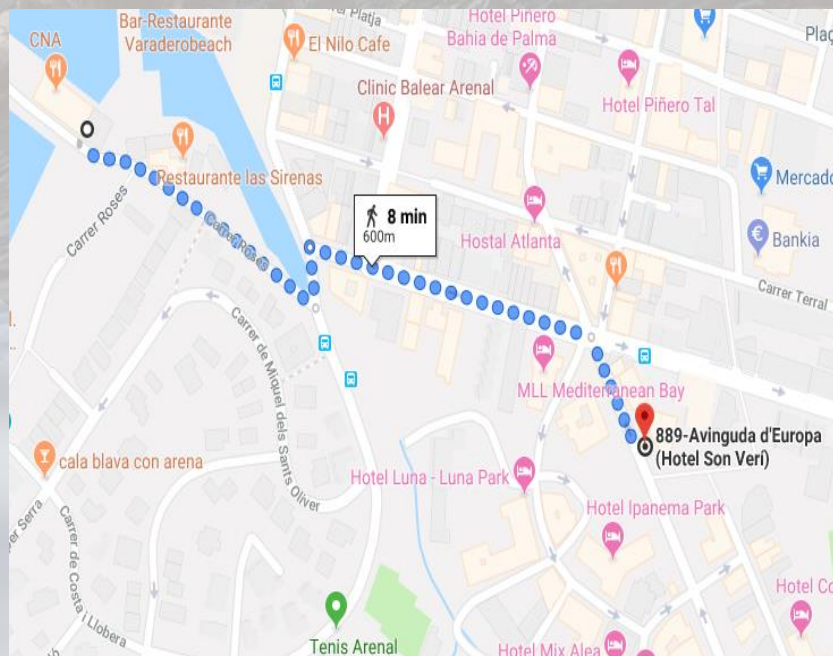 Hotel Piñero
Bahia de Palma
Platja
Bar-Restaurante
Varaderobeach
CNA
El Nilo Cafe
Clinic Balear Arenal
Hotel Piñero Tal
Restaurante las Sirenas
Mercado
8 min
600m
Hostal Atlanta
Bankia
Carrer Roses
Carrer Roses
Carrer Terral
Carrer de Miquel dels Sants Oliver
MLL Mediterranean Bay
889-Avinguda d'Europa
(Hotel Son Verí)
cala blava con arena
Hotel Luna - Luna Park
Hotel Ipanema Park
Carrer de Costa i Llobera
Tenis Arenal
Hotel Mix Alea